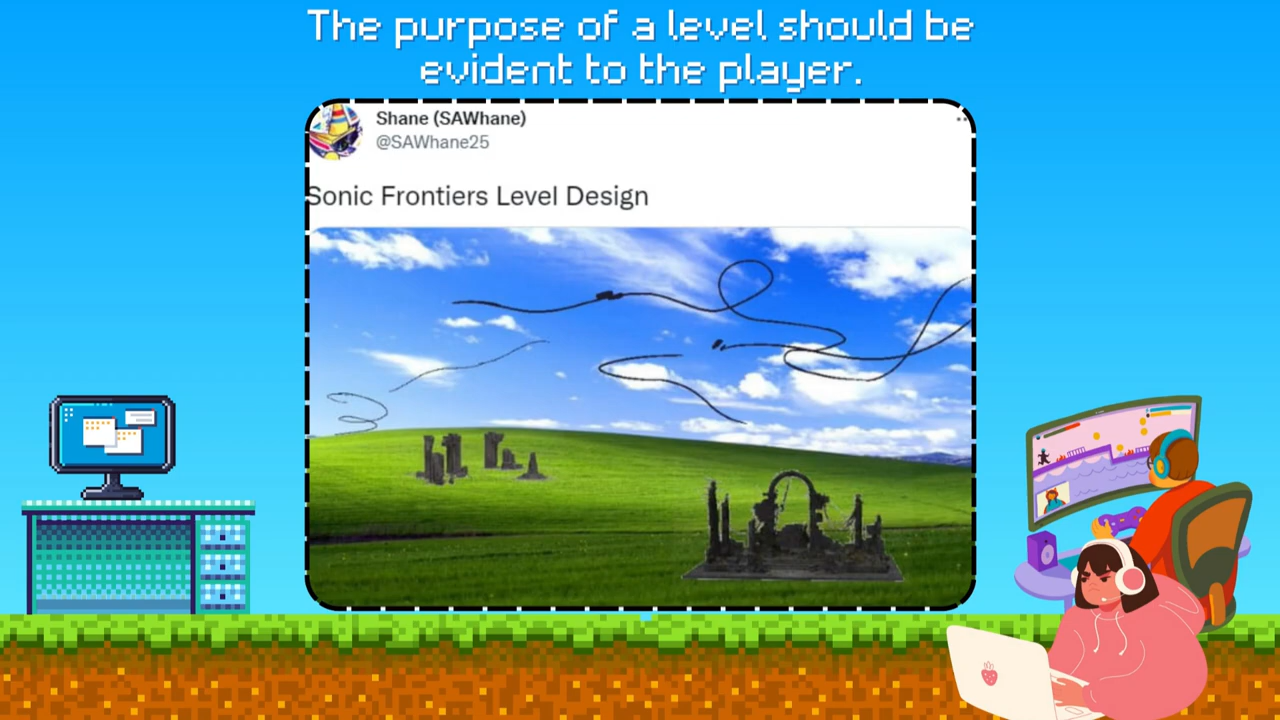 The purpose of a level should be
evident to the player.
Shane (SAWhane)
@SAWhane25
Sonic Frontiers Level Design